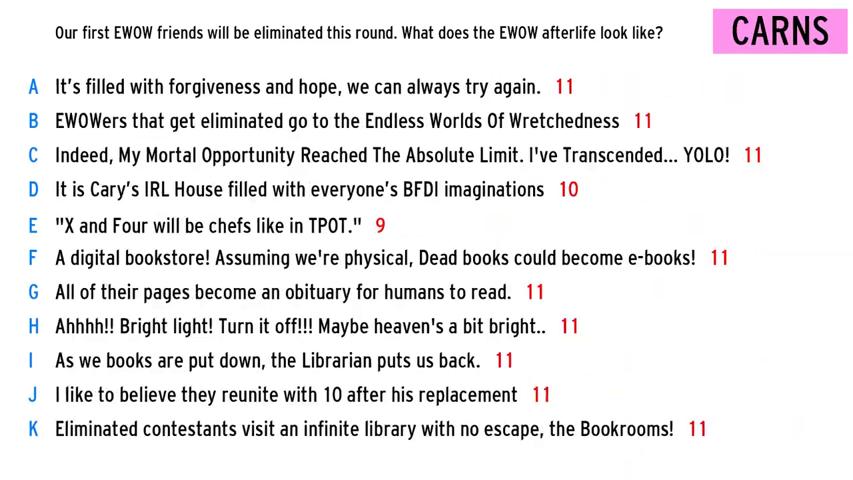 Our first EWOW friends will be eliminated this round. What does the EWOW afterlife look like?
CARNS
A It's filled with forgiveness and hope, we can always try again. 11
B EWOWers that get eliminated go to the Endless Worlds Of Wretchedness 11
C Indeed, My Mortal Opportunity Reached The Absolute Limit. I've Transcended... YOLO! 11
D It is Cary's IRL House filled with everyone's BFDI imaginations 10
E "X and Four will be chefs like in TPOT." 9
F A digital bookstore! Assuming we're physical, Dead books could become e-books! 11
G All of their pages become an obituary for humans to read. 11
H Ahhhh!! Bright light! Turn it off!!! Maybe heaven's a bit bright.. 11
I As we books are put down, the Librarian puts us back. 11
J I like to believe they reunite with 10 after his replacement 11
K Eliminated contestants visit an infinite library with no escape, the Bookrooms! 11